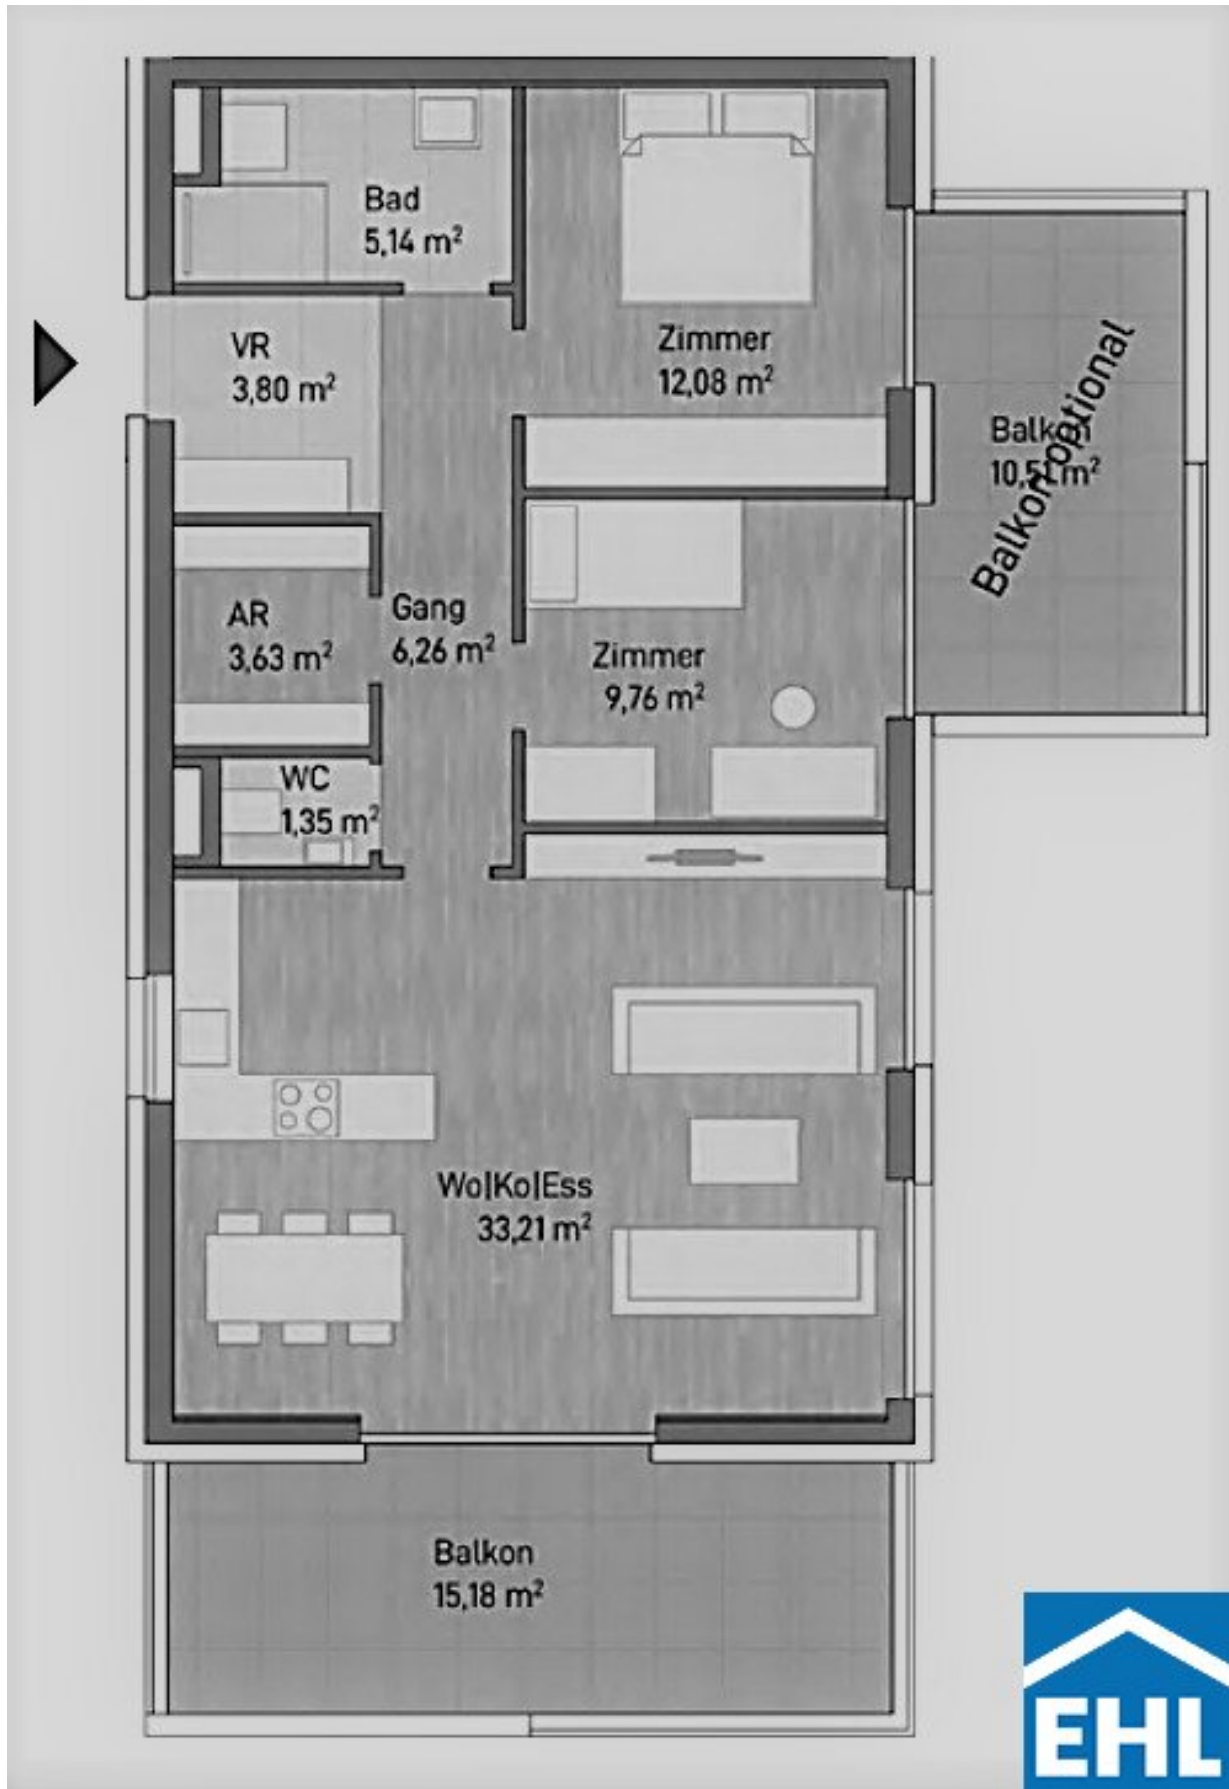 Bad
5,14 m²
VR
3,80 m²
Zimmer
12,08 m²
Balkon
m²
Balkon optional
AR
3,63 m²
Gang
6,26 m²
Zimmer
9,76 m²
WC
1,35 m²
Wo|Ko|Ess
33,21 m²
Balkon
15,18 m²
EHL